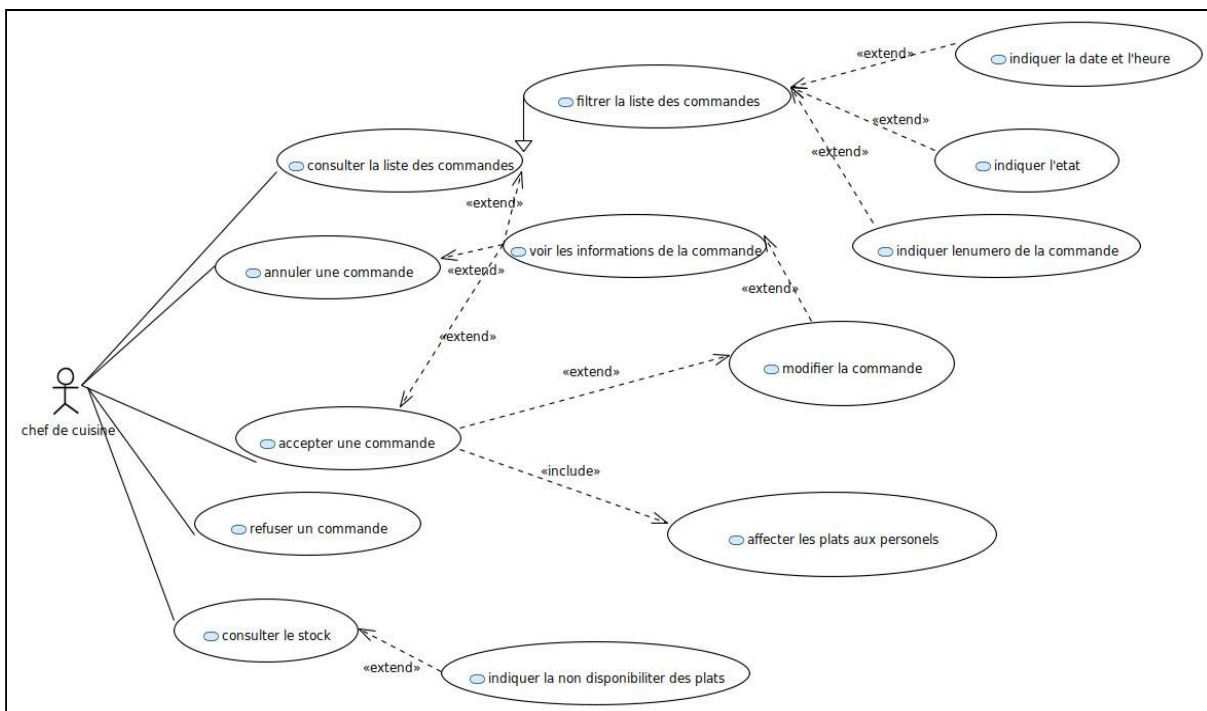 «extend»
indiquer la date et l'heure
filtrer la liste des commandes
«extend»
«extend»
consulter la liste des commandes
indiquer l'etat
«extend»
voir les informations de la commande
indiquer lenumero de la commande
annuler une commande
«extend»
«extend»
«extend»
«extend»
modifier la commande
chef de cuisine
accepter une commande
«include»
refuser un commande
affecter les plats aux personels
consulter le stock
«extend»
indiquer la non disponibiliter des plats